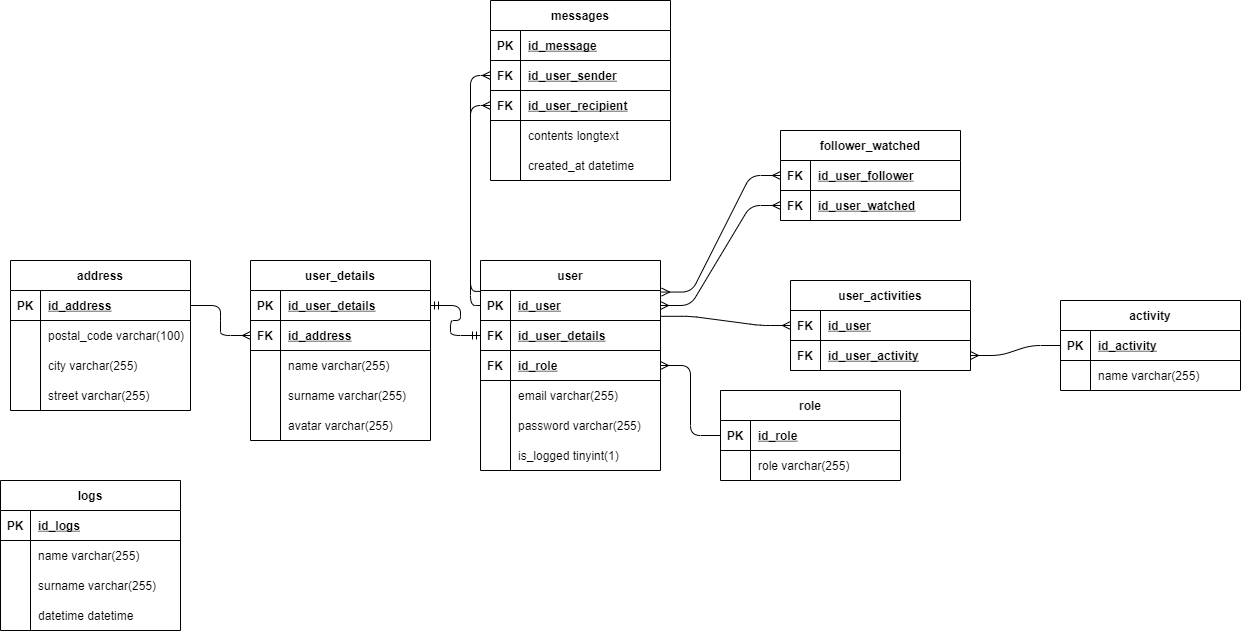 messages
PK id_message
FK id_user_sender
FK id_user_recipient
contents longtext
created_at datetime
follower_watched
FK id_user_follower
FK id_user_watched
address
PK id_address
postal_code varchar(100)
city varchar(255)
street varchar(255)
user_details
PK id_user_details
FK id_address
name varchar(255)
surname varchar(255)
avatar varchar(255)
user
PK id_user
FK id_user_details
FK id_role
email varchar(255)
password varchar(255)
is_logged tinyint(1)
user_activities
FK id_user
FK id_user_activity
activity
PK id_activity
name varchar(255)
role
PK id_role
role varchar(255)
logs
PK id_logs
name varchar(255)
surname varchar(255)
datetime datetime